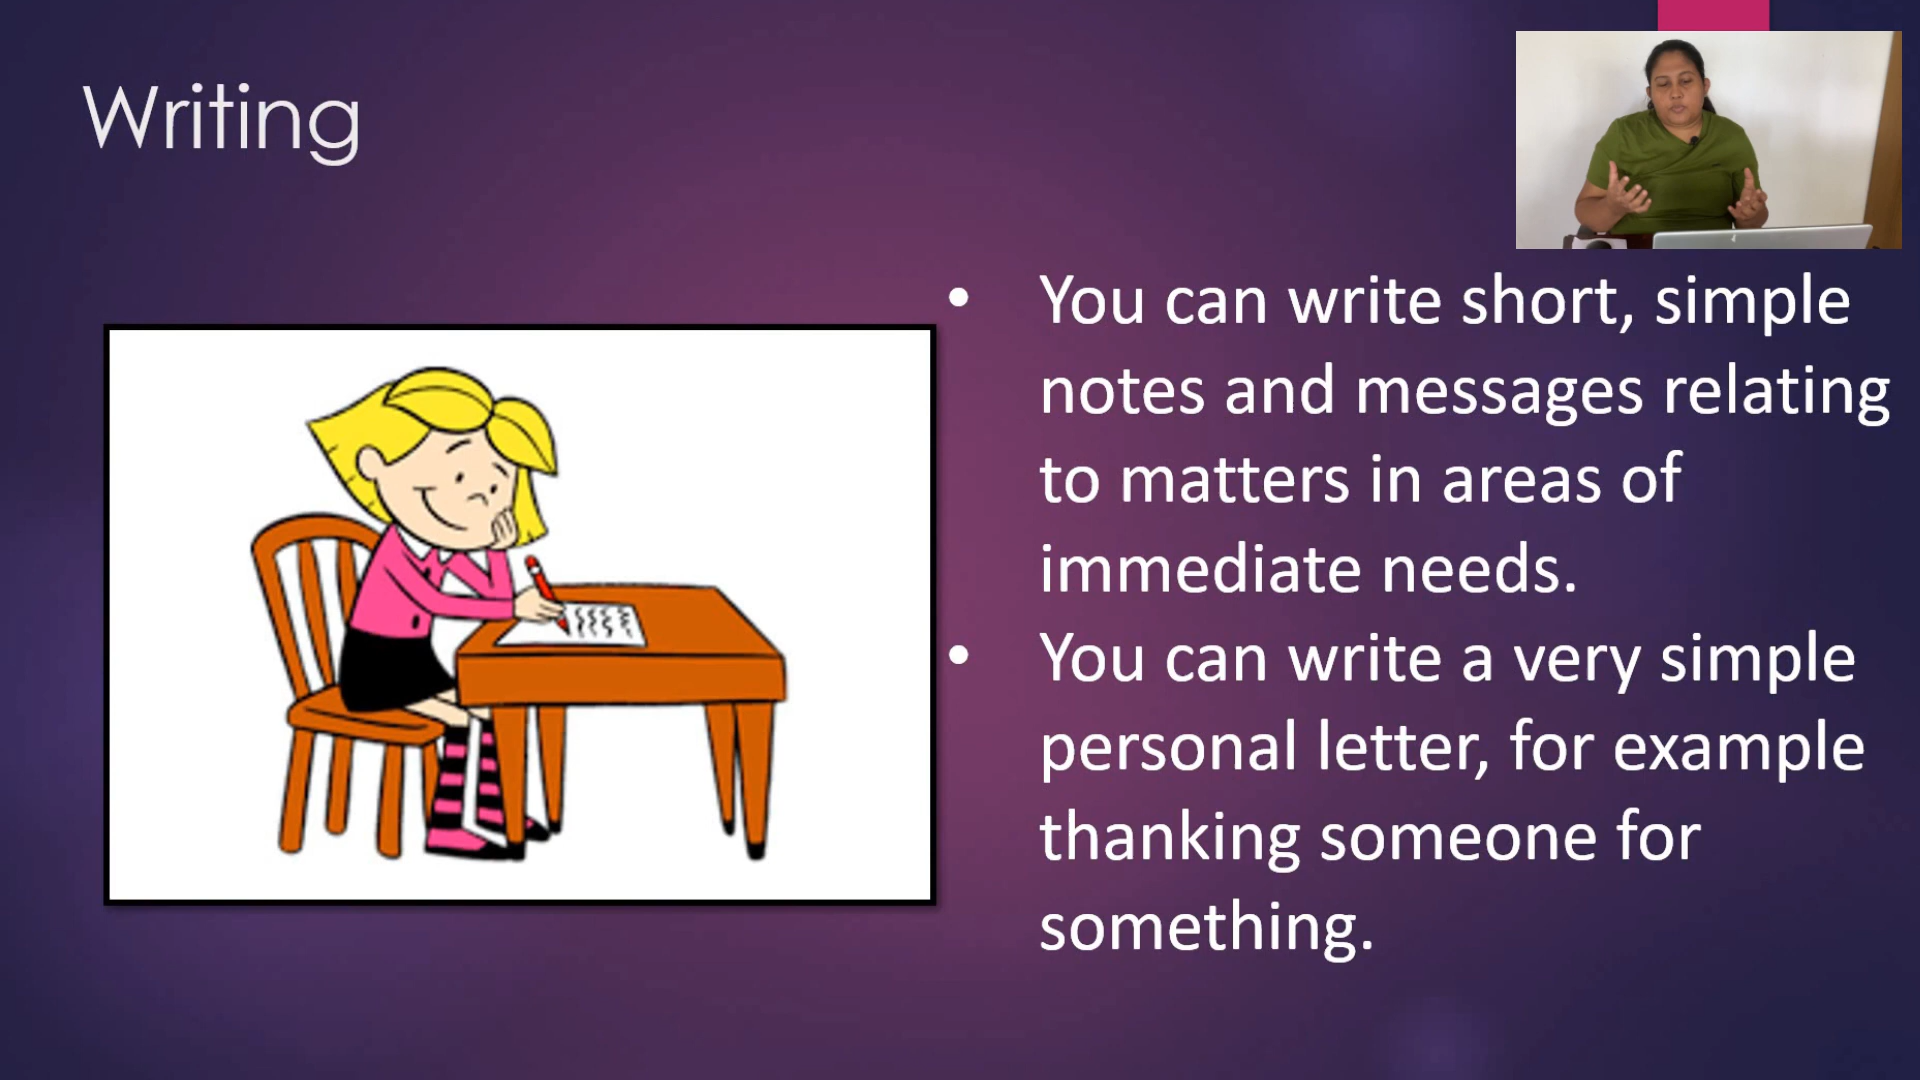 Writing
• You can write short, simple
notes and messages relating
to matters in areas of
immediate needs.
• You can write a very simple
personal letter, for example
thanking someone for
something.